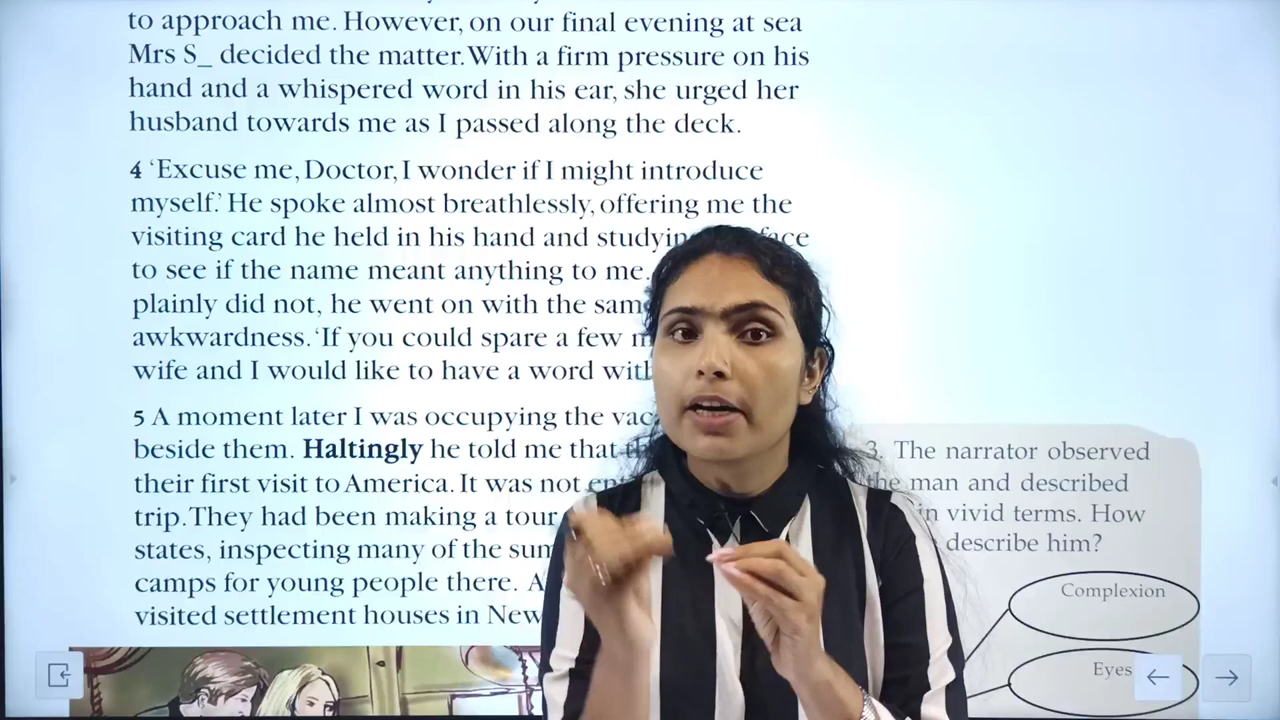 to approach me. However, on our final evening at sea
Mrs S_ decided the matter. With a firm pressure on his
hand and a whispered word in his ear, she urged her
husband towards me as I passed along the deck.
4 ‘Excuse me, Doctor, I wonder if I might introduce
myself.’ He spoke almost breathlessly, offering me the
visiting card he held in his hand and studying face
to see if the name meant anything to me.
plainly did not, he went on with the same
awkwardness. ‘If you could spare a few
wife and I would like to have a word with
5 A moment later I was occupying the
beside them. Haltingly he told me that
their first visit to America. It was not
trip. They had been making a tour
states, inspecting many of the
camps for young people there.
visited settlement houses in New
3. The narrator observed
the man and described
in vivid terms. How
describe him?
Complexion
Eyes